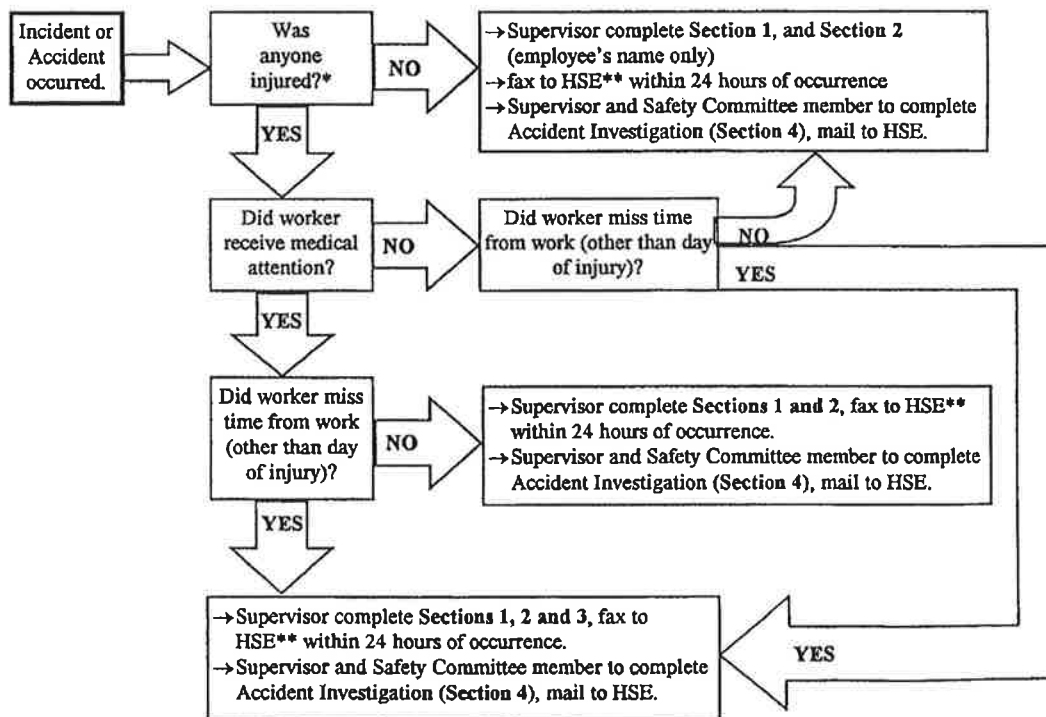 Incident or
Accident
occurred.
Was
anyone
injured?*
NO
→Supervisor complete Section 1, and Section 2
(employee's name only)
→fax to HSE** within 24 hours of occurrence
→Supervisor and Safety Committee member to complete
Accident Investigation (Section 4), mail to HSE.
YES
Did worker
receive medical
attention?
NO
Did worker miss time
from work (other than day
of injury)?
NO
YES
YES
Did worker miss
time from work
(other than day
of injury)?
NO
→Supervisor complete Sections 1 and 2, fax to HSE**
within 24 hours of occurrence.
→Supervisor and Safety Committee member to complete
Accident Investigation (Section 4), mail to HSE.
YES
→Supervisor complete Sections 1, 2 and 3, fax to
HSE** within 24 hours of occurrence.
→Supervisor and Safety Committee member to complete
Accident Investigation (Section 4), mail to HSE.
YES